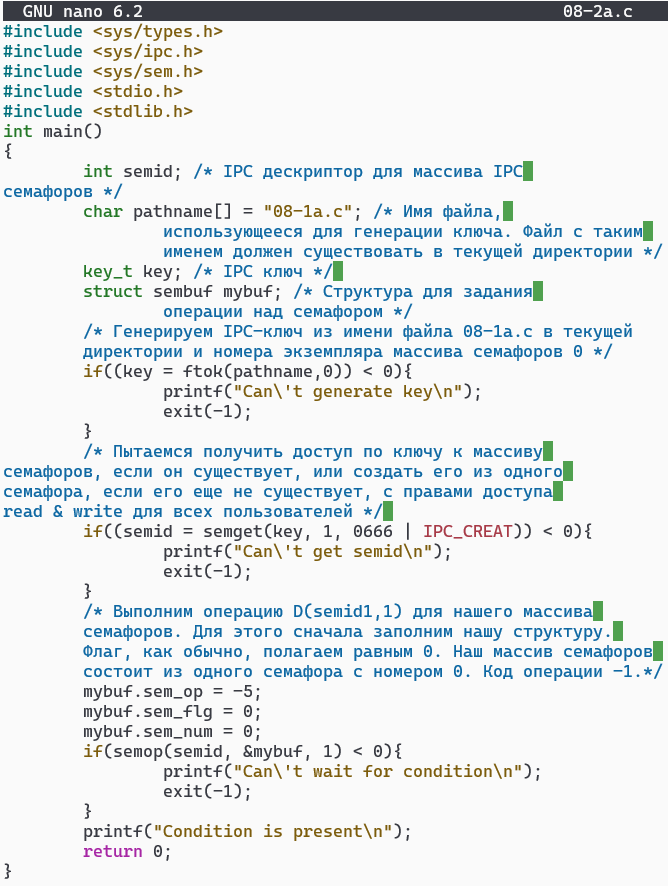 GNU nano 6.2 08-2a.c
#include <sys/types.h>
#include <sys/ipc.h>
#include <sys/sem.h>
#include <stdio.h>
#include <stdlib.h>
int main()
{
int semid; /* IPC дескриптор для массива IPC
семафоров */
char pathname[] = "08-1a.c"; /* Имя файла,
использующееся для генерации ключа. Файл с таким
именем должен существовать в текущей директории */
key_t key; /* IPC ключ */
struct sembuf mybuf; /* Структура для задания
операции над семафором */
/* Генерируем IPC-ключ из имени файла 08-1a.c в текущей
директории и номера экземпляра массива семафоров 0 */
if((key = ftok(pathname,0)) < 0){
printf("Can\'t generate key\n");
exit(-1);
}
/* Пытаемся получить доступ по ключу к массиву
семафоров, если он существует, или создать его из одного
семафора, если его еще не существует, с правами доступа
read & write для всех пользователей */
if((semid = semget(key, 1, 0666 | IPC_CREAT)) < 0){
printf("Can\'t get semid\n");
exit(-1);
}
/* Выполним операцию D(semid1,1) для нашего массива
семафоров. Для этого сначала заполним нашу структуру.
Флаг, как обычно, полагаем равным 0. Наш массив семафоров
состоит из одного семафора с номером 0. Код операции -1.*/
mybuf.sem_op = -5;
mybuf.sem_flg = 0;
mybuf.sem_num = 0;
if(semop(semid, &mybuf, 1) < 0){
printf("Can\'t wait for condition\n");
exit(-1);
}
printf("Condition is present\n");
return 0;
}